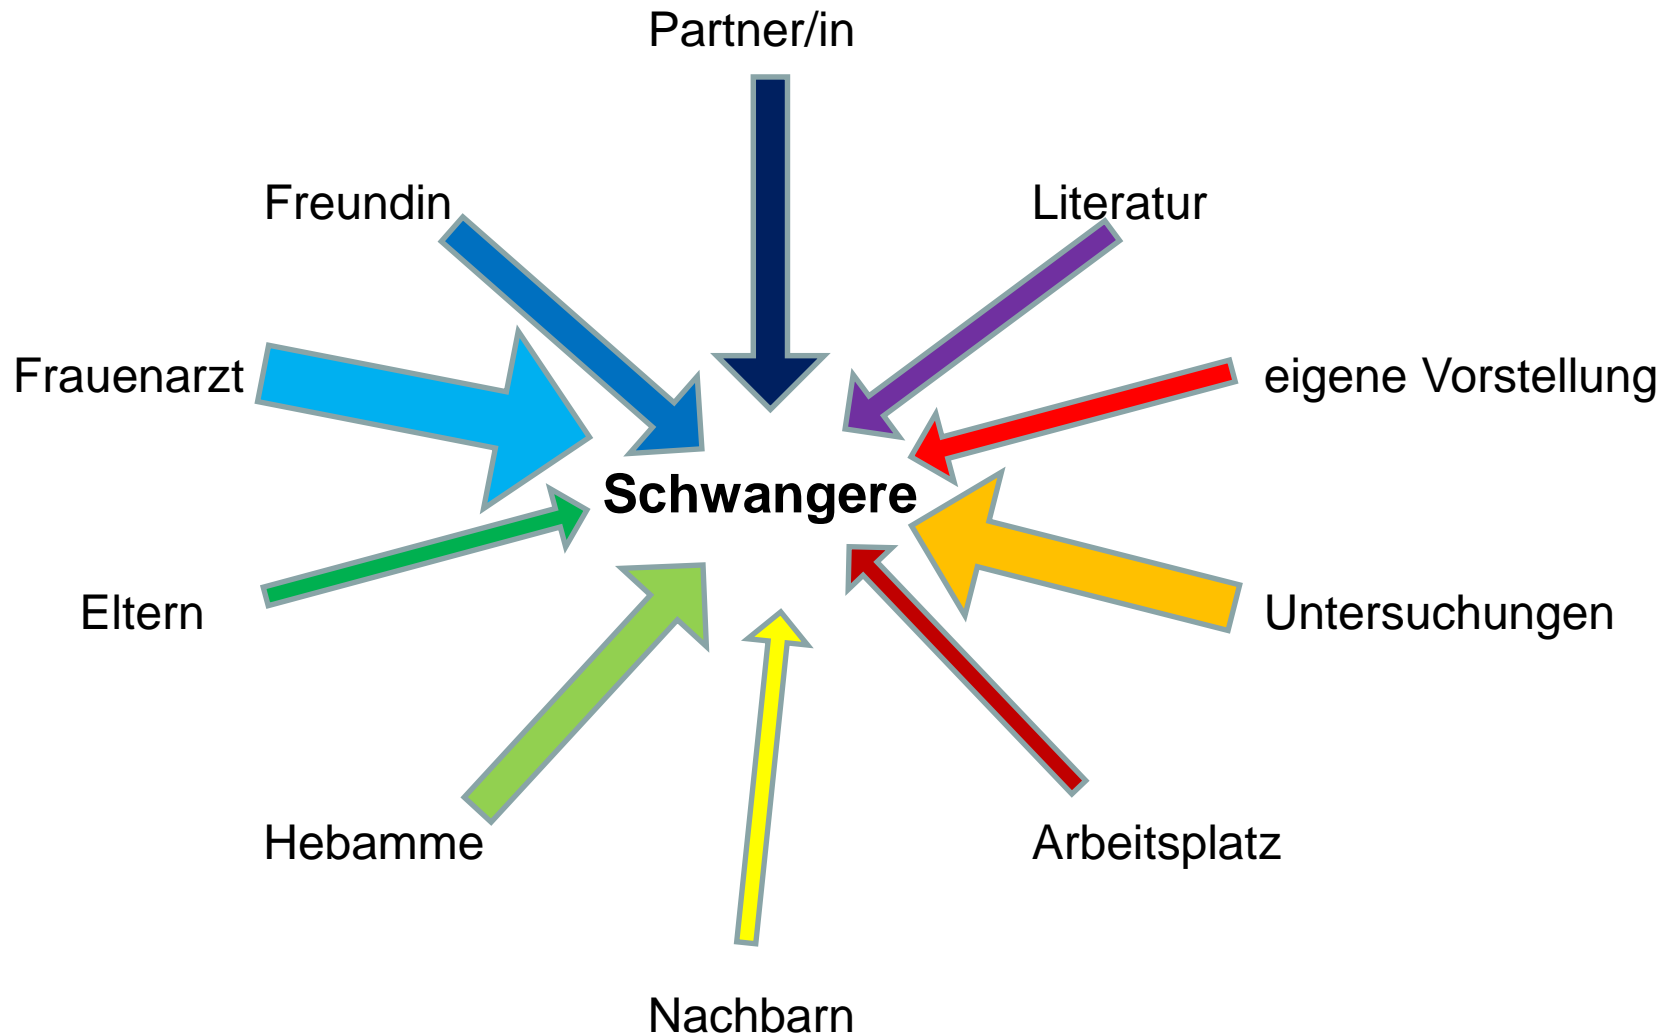 Partner/in
Freundin
Literatur
Frauenarzt
eigene Vorstellung
Schwangere
Eltern
Untersuchungen
Hebamme
Arbeitsplatz
Nachbarn